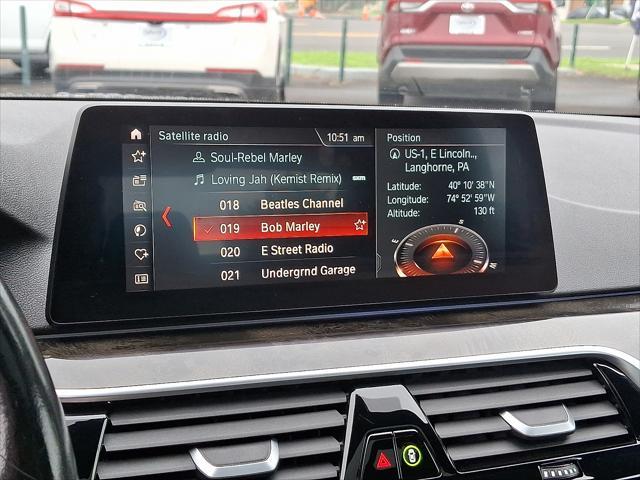 Satellite radio
10:51 am
Soul-Rebel Marley
Loving Jah (Kemist Remix)
018 Beatles Channel
019 Bob Marley
020 E Street Radio
021 Undergrnd Garage
Position
US-1, E Lincoln..,
Langhorne, PA
Latitude: 40° 10' 38"N
Longitude: 74° 52' 59"W
Altitude: 130 ft
S
W
E